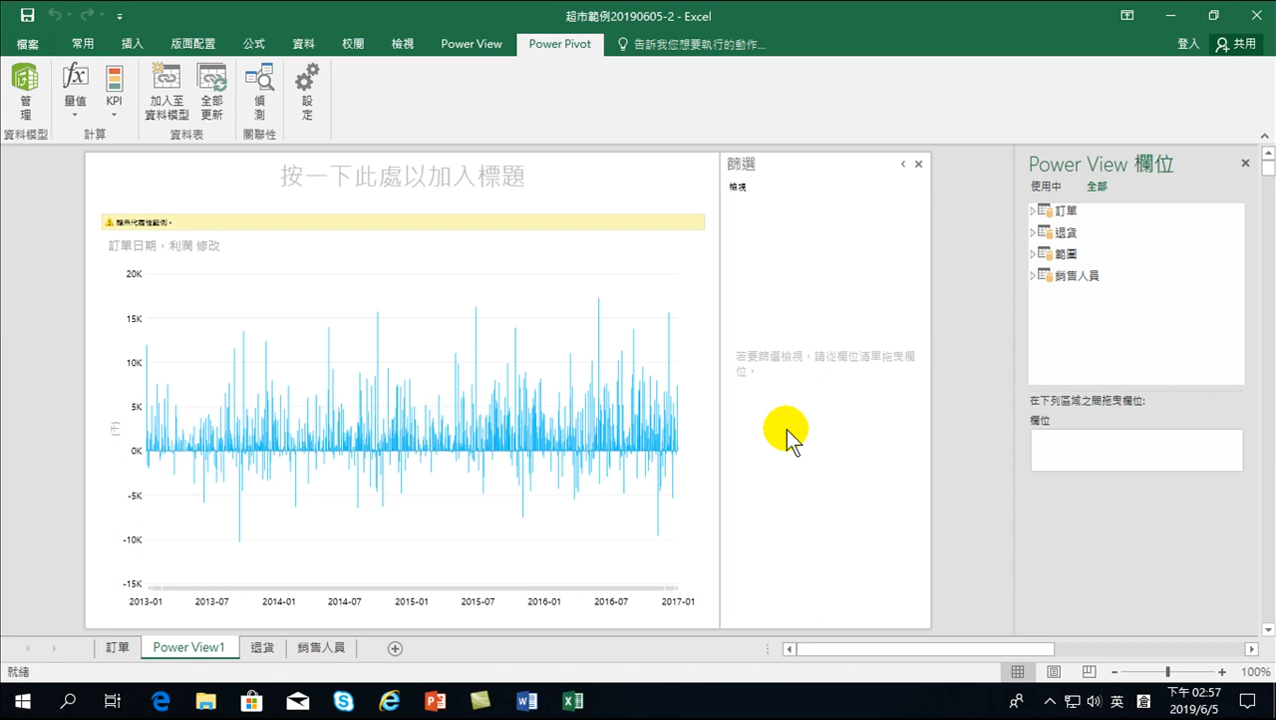 超市範例20190605-2 - Excel
檔案 常用 插入 版面配置 公式 資料 校閱 檢視 Power View Power Pivot 告訴我您想要執行的動作... 登入 共用
管理 量值 KPI 加入至資料模型 全部更新 偵測 設定
資料模型 計算 資料表 關聯性
按一下此處以加入標題
顯示代表性範例。
訂單日期，利潤 修改
20K
15K
10K
5K
0K
-5K
-10K
-15K
(千)
2013-01 2013-07 2014-01 2014-07 2015-01 2015-07 2016-01 2016-07 2017-01
篩選
檢視
若要篩選檢視，請從欄位清單拖曳欄
位。
Power View 欄位
使用中 全部
訂單
退貨
範圍
銷售人員
在下列區域之間拖曳欄位:
欄位
訂單 Power View1 退貨 銷售人員
就緒
100%
英
下午 02:57
2019/6/5